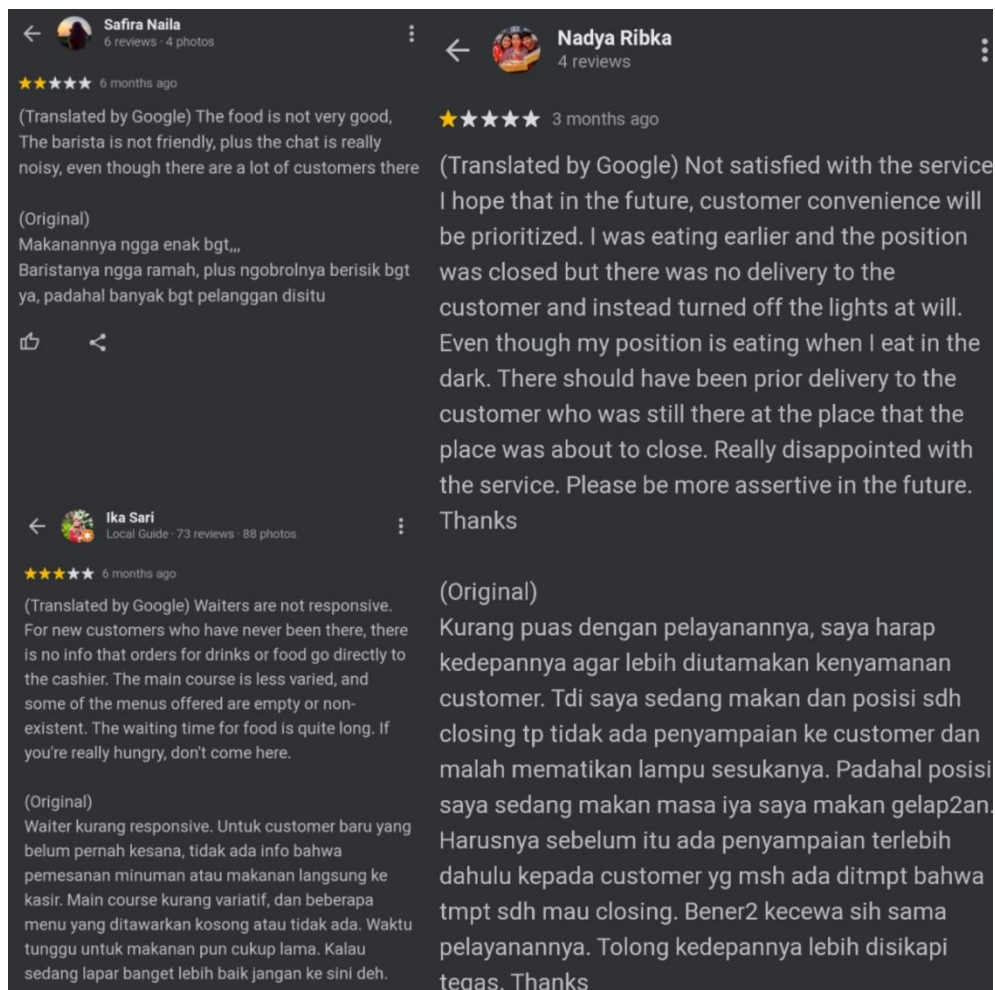 Safira Naila
6 reviews · 4 photos
6 months ago
(Translated by Google) The food is not very good,
The barista is not friendly, plus the chat is really
noisy, even though there are a lot of customers there
(Original)
Makanannya ngga enak bgt,,,
Baristanya ngga ramah, plus ngobrolnya berisik bgt
ya, padahal banyak bgt pelanggan disitu
Ika Sari
Local Guide · 73 reviews · 88 photos
6 months ago
(Translated by Google) Waiters are not responsive.
For new customers who have never been there, there
is no info that orders for drinks or food go directly to
the cashier. The main course is less varied, and
some of the menus offered are empty or non-
existent. The waiting time for food is quite long. If
you're really hungry, don't come here.
(Original)
Waiter kurang responsive. Untuk customer baru yang
belum pernah kesana, tidak ada info bahwa
pemesanan minuman atau makanan langsung ke
kasir. Main course kurang variatif, dan beberapa
menu yang ditawarkan kosong atau tidak ada. Waktu
tunggu untuk makanan pun cukup lama. Kalau
sedang lapar banget lebih baik jangan ke sini deh.
Nadya Ribka
4 reviews
3 months ago
(Translated by Google) Not satisfied with the service
I hope that in the future, customer convenience will
be prioritized. I was eating earlier and the position
was closed but there was no delivery to the
customer and instead turned off the lights at will.
Even though my position is eating when I eat in the
dark. There should have been prior delivery to the
customer who was still there at the place that the
place was about to close. Really disappointed with
the service. Please be more assertive in the future.
Thanks
(Original)
Kurang puas dengan pelayanannya, saya harap
kedepannya agar lebih diutamakan kenyamanan
customer. Tdi saya sedang makan dan posisi sdh
closing tp tidak ada penyampaian ke customer dan
malah mematikan lampu sesukanya. Padahal posisi
saya sedang makan masa iya saya makan gelap2an.
Harusnya sebelum itu ada penyampaian terlebih
dahulu kepada customer yg msh ada ditmpt bahwa
tmpt sdh mau closing. Bener2 kecewa sih sama
pelayanannya. Tolong kedepannya lebih disikapi
tegas. Thanks